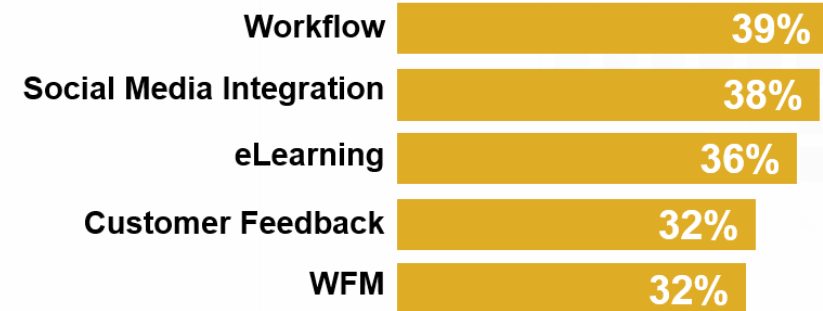 Workflow 39%
Social Media Integration 38%
eLearning 36%
Customer Feedback 32%
WFM 32%